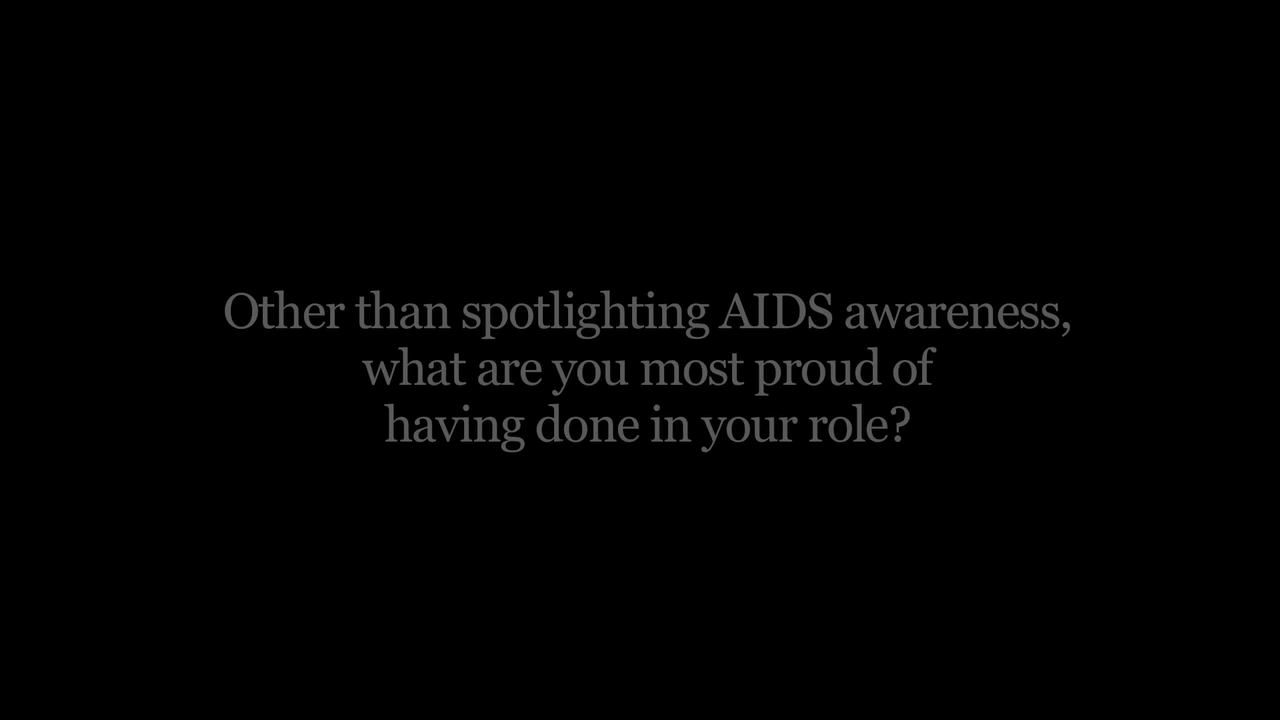 Other than spotlighting AIDS awareness,
what are you most proud of
having done in your role?